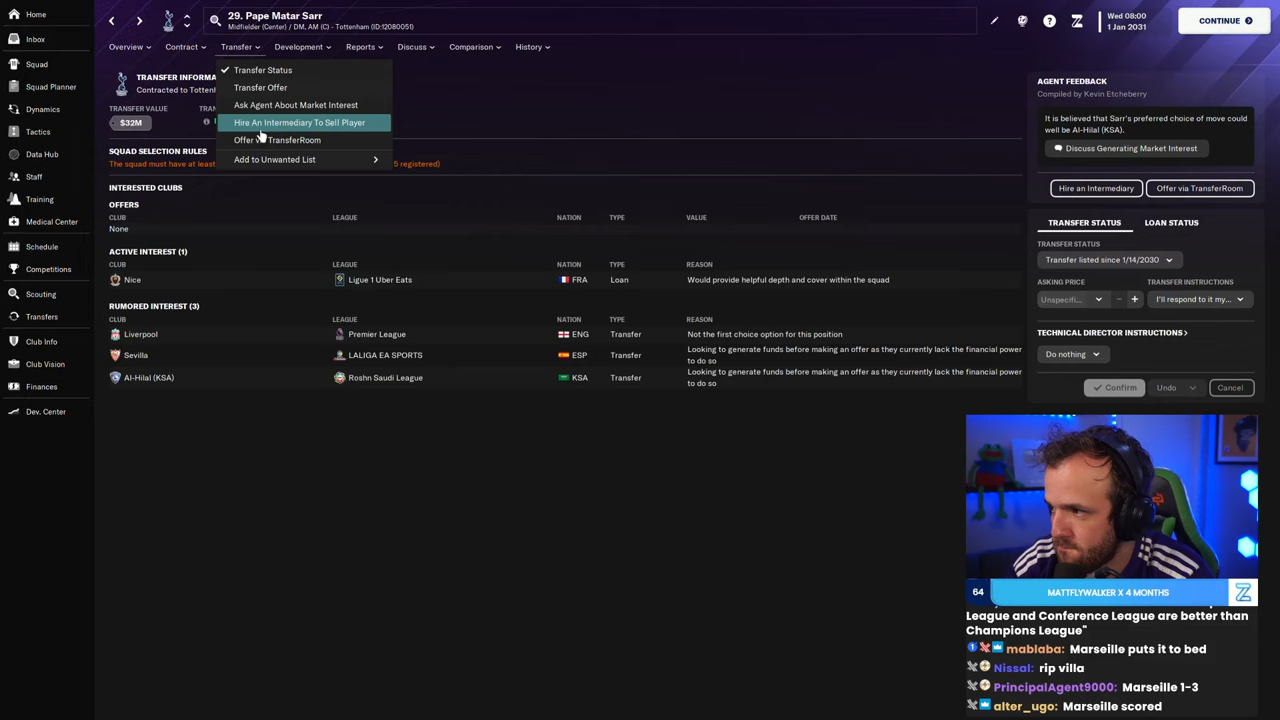 Home
Inbox
Squad
Squad Planner
Dynamics
Tactics
Data Hub
Staff
Training
Medical Center
Schedule
Competitions
Scouting
Transfers
Club Info
Club Vision
Finances
Dev. Center
29. Pape Matar Sarr
Midfielder (Center) / DM, AM (C) - Tottenham (ID:12080051)
Wed 08:00
1 Jan 2031
CONTINUE
Overview Contract Transfer Development Reports Discuss Comparison History
Transfer Status
Transfer Offer
Ask Agent About Market Interest
Hire An Intermediary To Sell Player
Offer TransferRoom
Add to Unwanted List
TRANSFER INFORMA
Contracted to Totten
TRANSFER VALUE TRAN
$32M
SQUAD SELECTION RULES
The squad must have at least 5 registered)
INTERESTED CLUBS
OFFERS
CLUB LEAGUE NATION TYPE VALUE OFFER DATE
None
ACTIVE INTEREST (1)
CLUB LEAGUE NATION TYPE REASON
Nice Ligue 1 Uber Eats FRA Loan Would provide helpful depth and cover within the squad
RUMORED INTEREST (3)
CLUB LEAGUE NATION TYPE REASON
Liverpool Premier League ENG Transfer Not the first choice option for this position
Sevilla LALIGA EA SPORTS ESP Transfer Looking to generate funds before making an offer as they currently lack the financial power
to do so
Al-Hilal (KSA) Roshn Saudi League KSA Transfer Looking to generate funds before making an offer as they currently lack the financial power
to do so
AGENT FEEDBACK
Compiled by Kevin Etcheberry
It is believed that Sarr's preferred choice of move could
well be Al-Hilal (KSA).
Discuss Generating Market Interest
Hire an Intermediary Offer via TransferRoom
TRANSFER STATUS LOAN STATUS
TRANSFER STATUS
Transfer listed since 1/14/2030
ASKING PRICE TRANSFER INSTRUCTIONS
Unspecifi... - + I'll respond to it my...
TECHNICAL DIRECTOR INSTRUCTIONS >
Do nothing
Confirm Undo Cancel
64 MATTFLYWALKER X 4 MONTHS
League and Conference League are better than
Champions League"
mablaba: Marseille puts it to bed
Nissal: rip villa
PrincipalAgent9000: Marseille 1-3
alter_ugo: Marseille scored